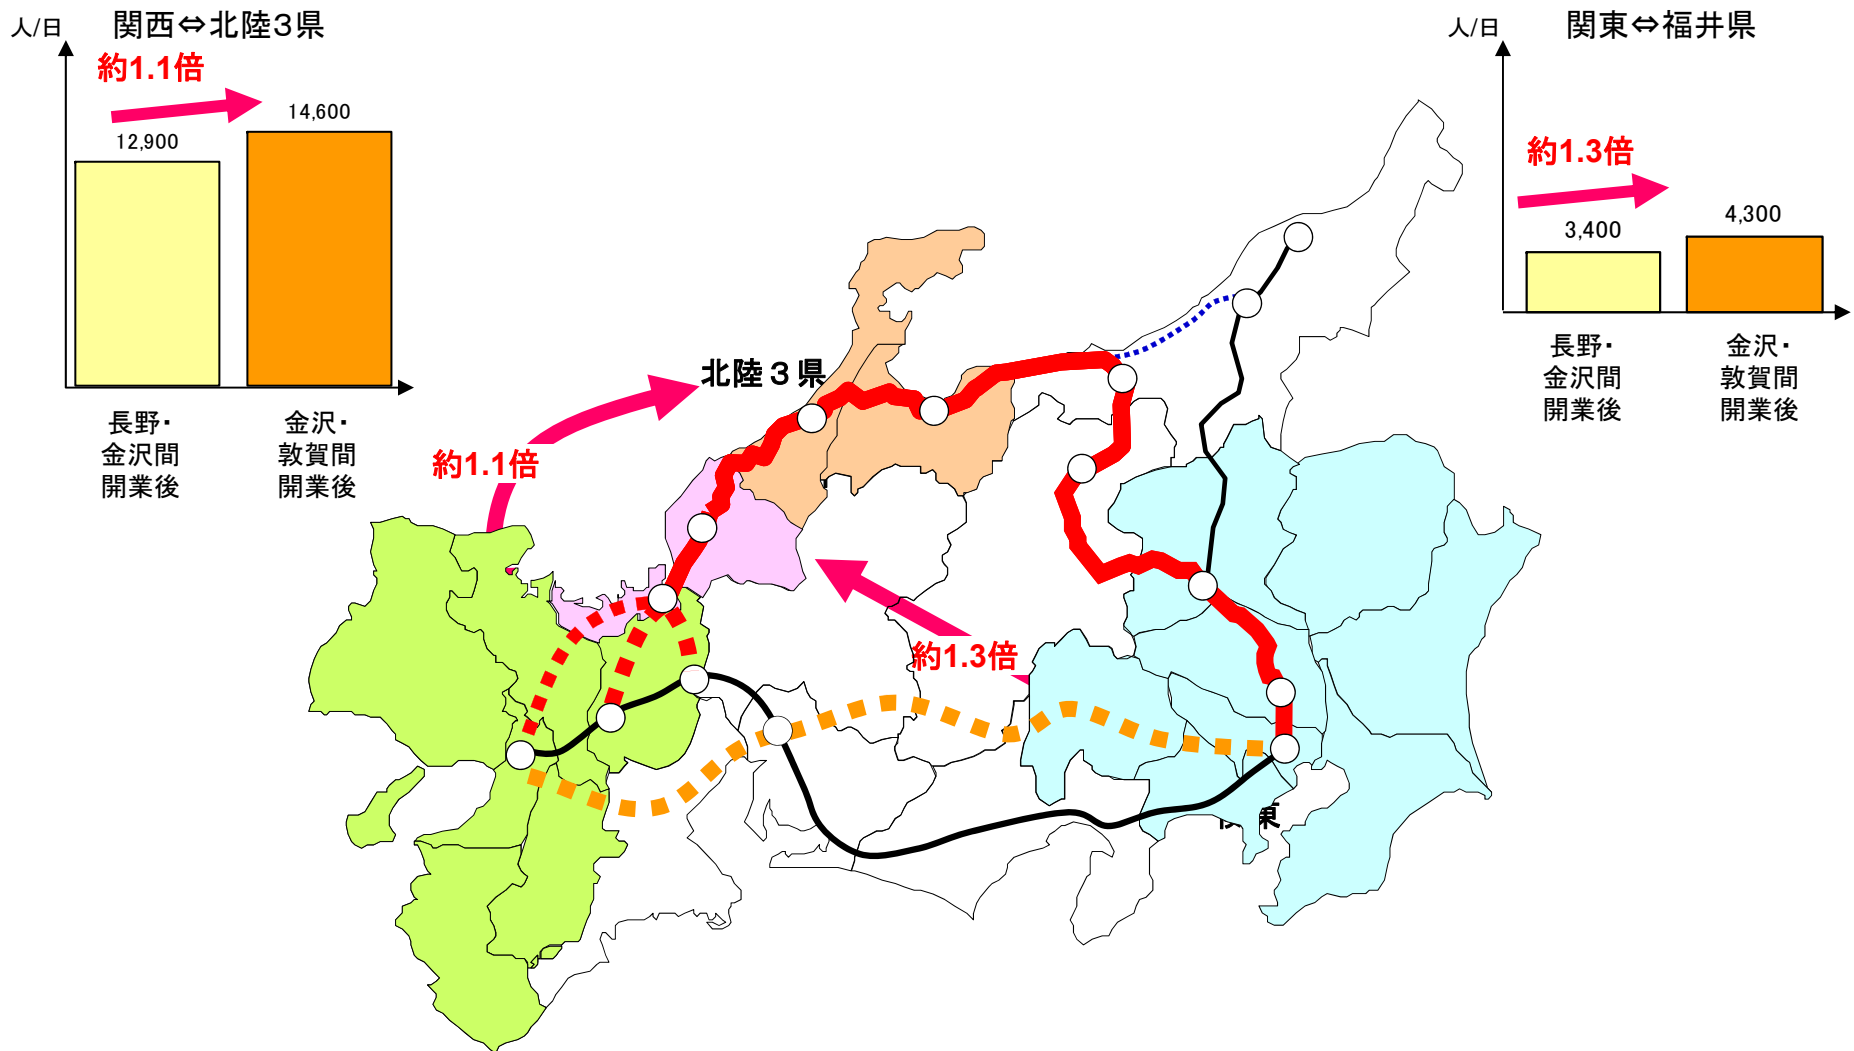 人/日
関西⇔北陸3県
約1.1倍
12,900
14,600
長野・
金沢間
開業後
金沢・
敦賀間
開業後
人/日
関東⇔福井県
約1.3倍
3,400
4,300
長野・
金沢間
開業後
金沢・
敦賀間
開業後
北陸３県
約1.1倍
約1.3倍
東